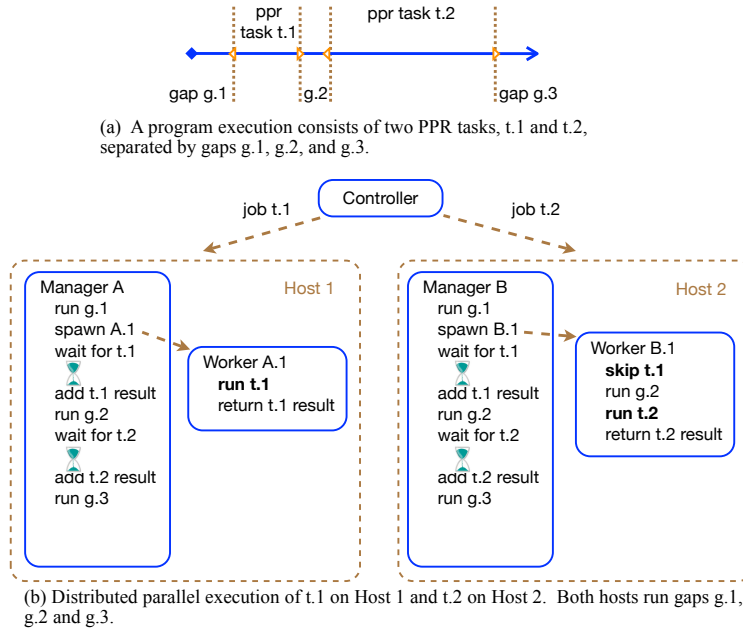 ppr
task t.1
ppr task t.2
gap g.1
g.2
gap g.3
(a) A program execution consists of two PPR tasks, t.1 and t.2,
separated by gaps g.1, g.2, and g.3.
Controller
job t.1
job t.2
Host 1
Manager A
run g.1
spawn A.1
wait for t.1
add t.1 result
run g.2
wait for t.2
add t.2 result
run g.3
Worker A.1
run t.1
return t.1 result
Host 2
Manager B
run g.1
spawn B.1
wait for t.1
add t.1 result
run g.2
wait for t.2
add t.2 result
run g.3
Worker B.1
skip t.1
run g.2
run t.2
return t.2 result
(b) Distributed parallel execution of t.1 on Host 1 and t.2 on Host 2. Both hosts run gaps g.1,
g.2 and g.3.